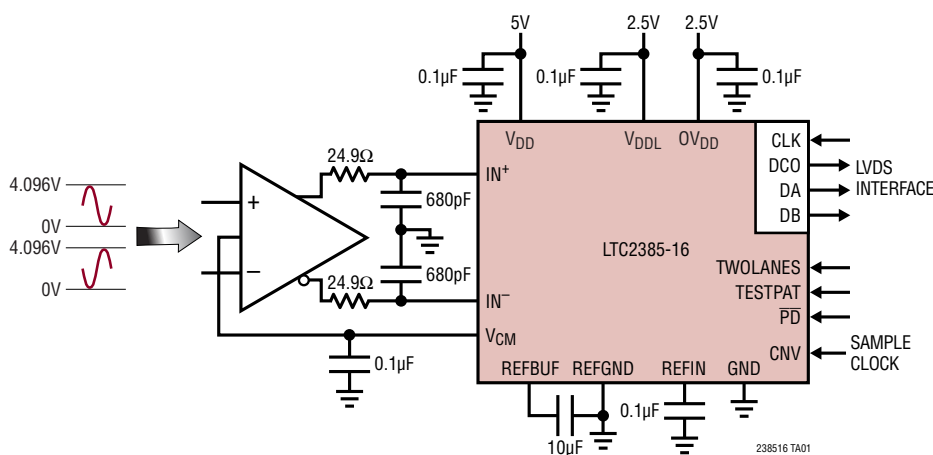 5V
2.5V
2.5V
0.1µF
0.1µF
0.1µF
VDD
VDDL
OVDD
CLK
DCO
DA
DB
LVDS
INTERFACE
24.9Ω
IN+
680pF
4.096V
0V
4.096V
0V
+
–
LTC2385-16
680pF
24.9Ω
IN–
TWOLANES
TESTPAT
PD
VCM
CNV
SAMPLE
CLOCK
0.1µF
REFBUF
REFGND
REFIN
GND
10µF
0.1µF
238516 TA01